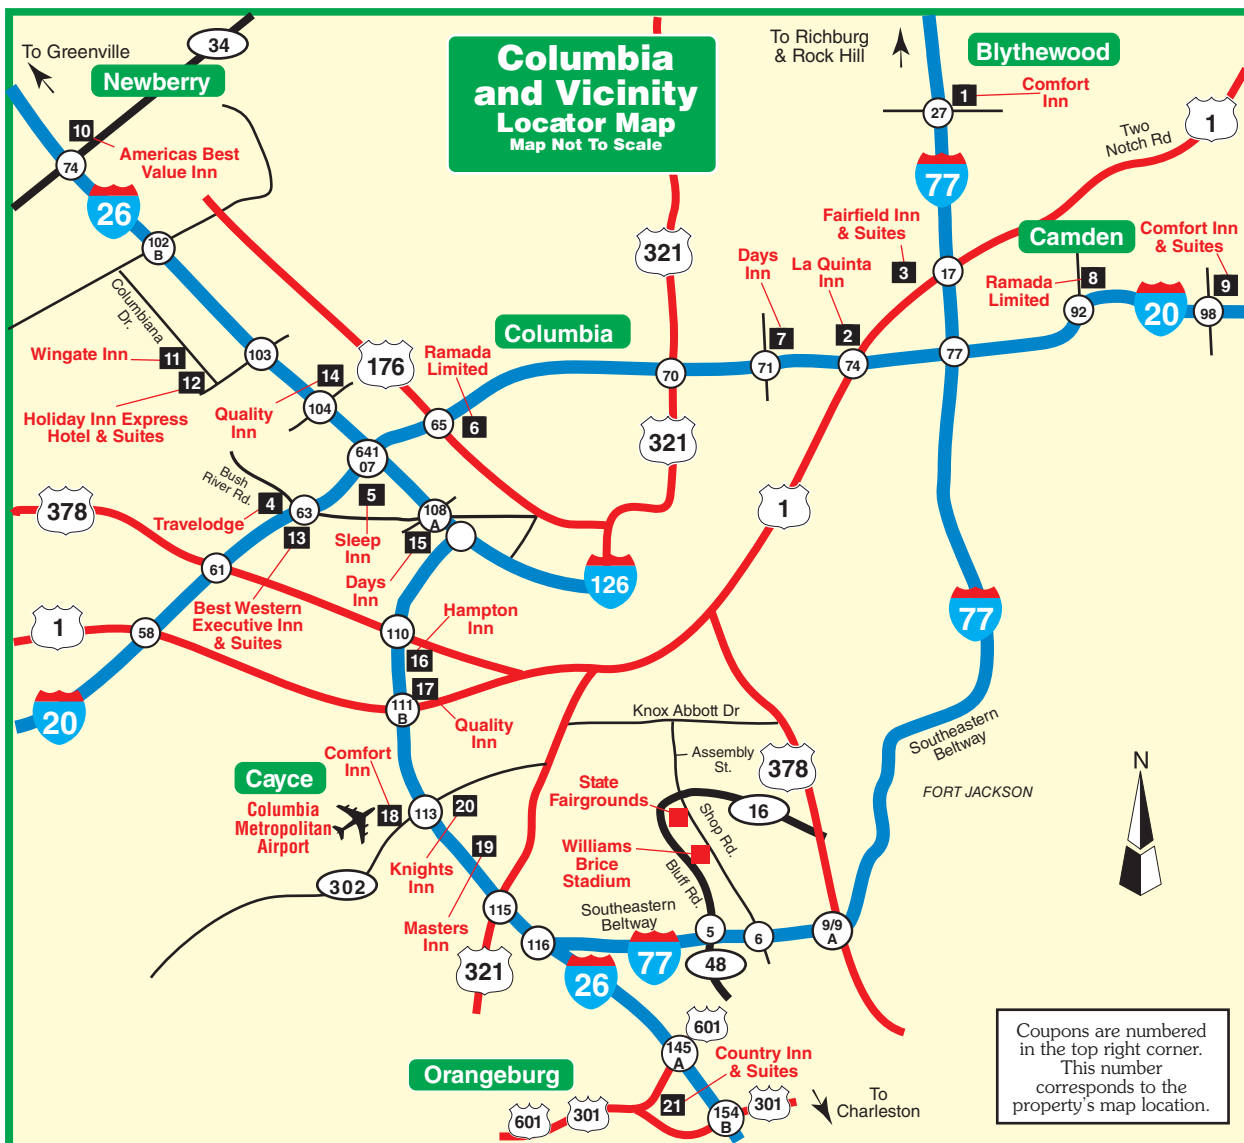 Columbia
and Vicinity
Locator Map
Map Not To Scale
To Greenville
34
Newberry
10
Americas Best
Value Inn
74
26
102
B
Columbiana
Dr.
Wingate Inn
11
12
Holiday Inn Express
Hotel & Suites
103
14
Quality
Inn
104
176
Ramada
Limited
6
65
Columbia
321
70
321
Days
Inn
7
71
La Quinta
Inn
2
74
Fairfield Inn
& Suites
3
17
To Richburg
& Rock Hill
Blythewood
1
Comfort
Inn
27
77
Two
Notch Rd
1
Camden
Ramada
Limited
8
92
20
Comfort Inn
& Suites
9
98
77
641
07
Bush
River Rd.
378
4
Travelodge
63
5
Sleep
Inn
13
Best Western
Executive Inn
& Suites
108
A
15
Days
Inn
126
1
77
61
1
58
20
110
Hampton
Inn
16
17
111
B
Quality
Inn
Knox Abbott Dr
Assembly
St.
378
Southeastern
Beltway
FORT JACKSON
N
Cayce
Columbia
Metropolitan
Airport
Comfort
Inn
18
113
20
Knights
Inn
19
Masters
Inn
302
State
Fairgrounds
Williams
Brice
Stadium
Shop Rd.
Bluff Rd.
16
115
116
321
Southeastern
Beltway
77
5
6
9/9
A
48
26
601
145
A
Country Inn
& Suites
21
Orangeburg
601
301
154
B
301
To
Charleston
Coupons are numbered
in the top right corner.
This number
corresponds to the
property's map location.